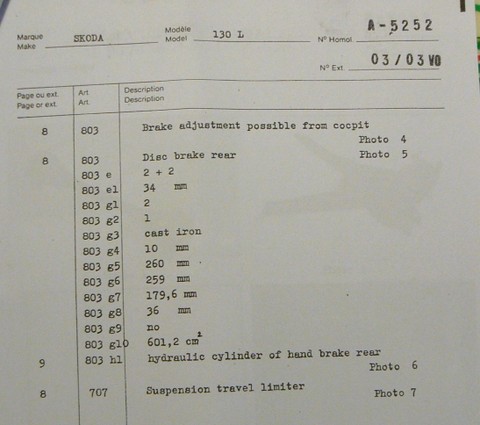 Marque Make SKODA Modèle Model 130 L N° Homol A-5252
N° Ext. 03/03 VO
Page ou ext. Page or ext. Art. Art. Description Description
8 803 Brake adjustment possible from cocpit
Photo 4
8 803 Disc brake rear Photo 5
803 e 2 + 2
803 e1 34 mm
803 g1 2
803 g2 1
803 g3 cast iron
803 g4 10 mm
803 g5 260 mm
803 g6 259 mm
803 g7 179,6 mm
803 g8 36 mm
803 g9 no
803 g10 601,2 cm²
9 803 h1 hydraulic cylinder of hand brake rear
Photo 6
8 707 Suspension travel limiter Photo 7